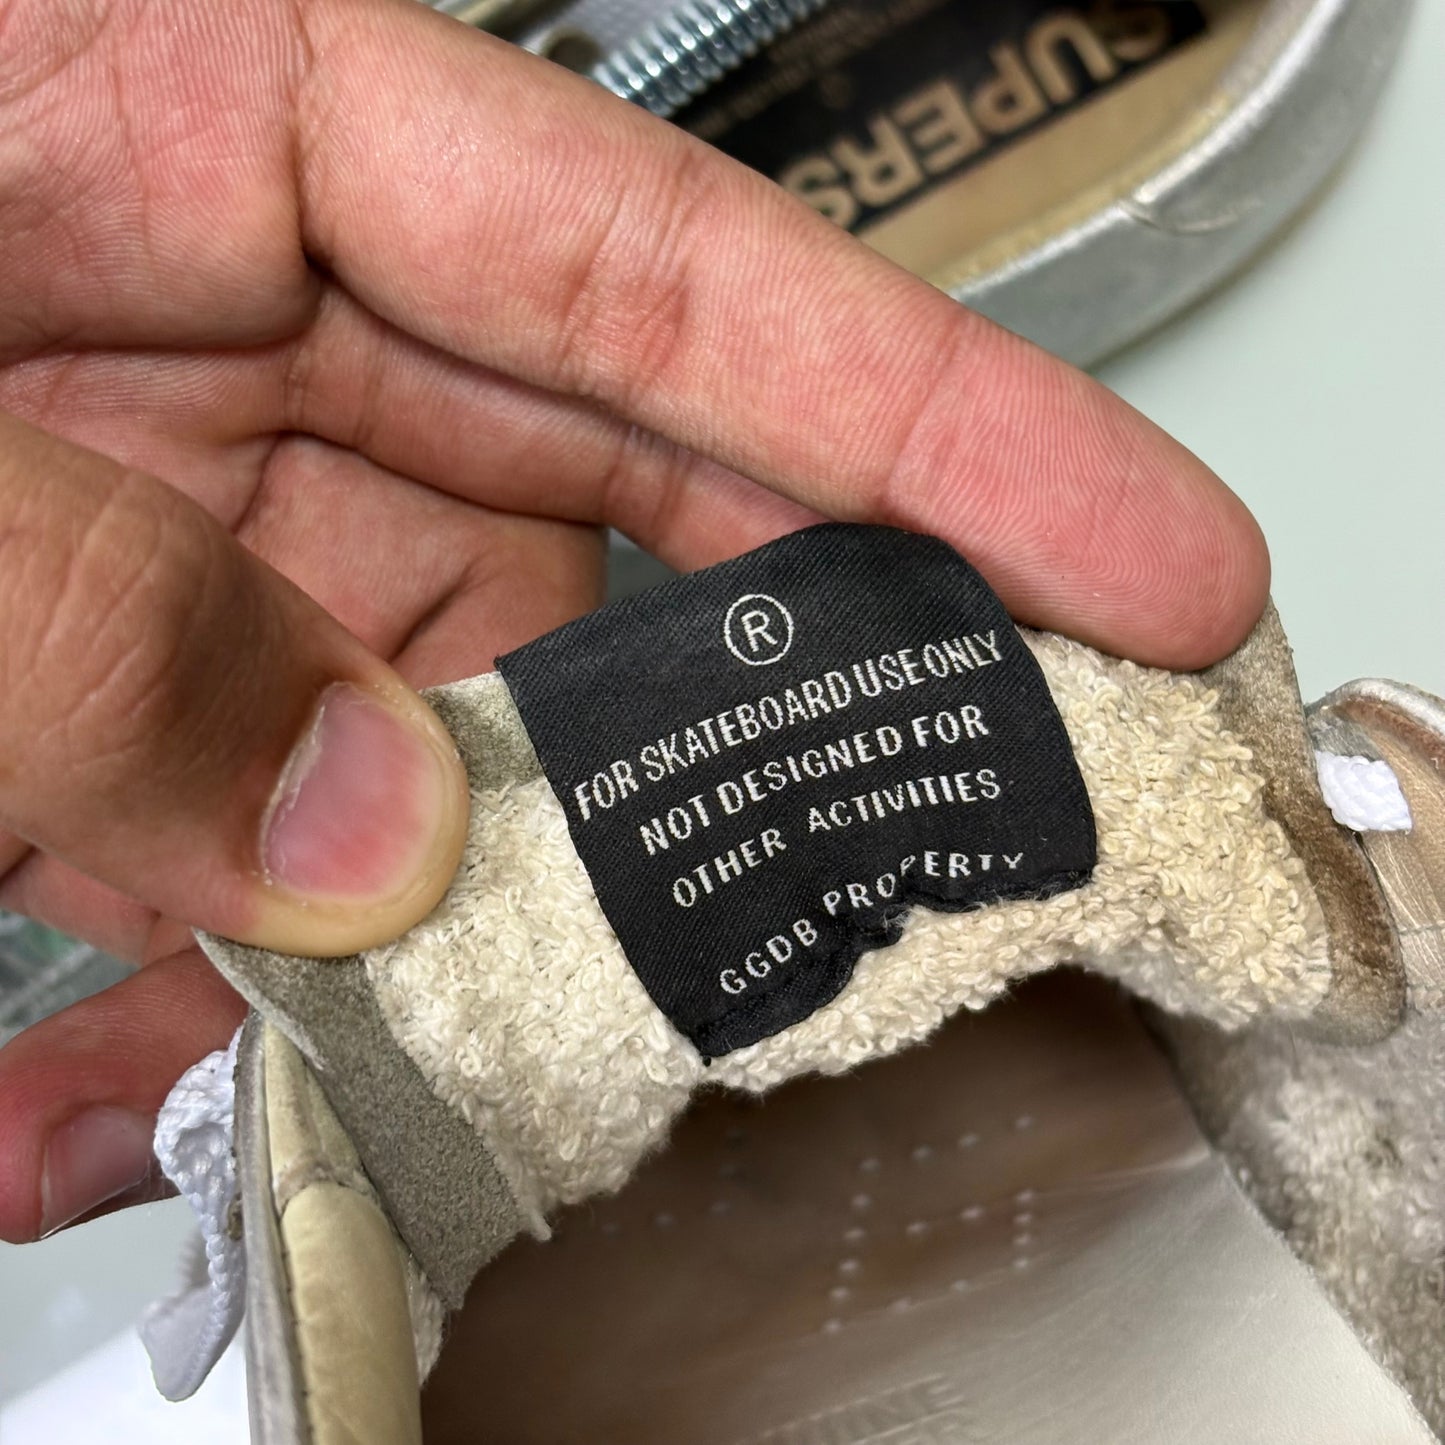 SUPERS
®
FOR SKATEBOARD USE ONLY
NOT DESIGNED FOR
OTHER ACTIVITIES
GGDB PROPERTY